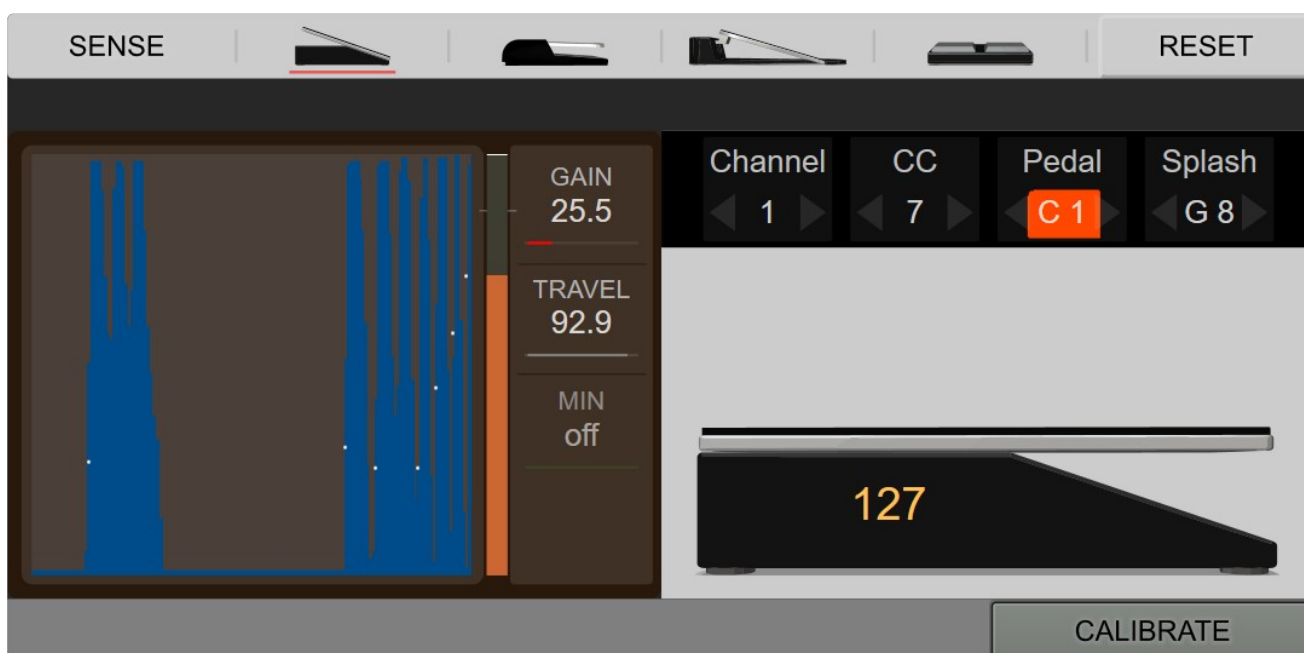 SENSE
RESET
GAIN
25.5
TRAVEL
92.9
MIN
off
Channel CC Pedal Splash
1 7 C 1 G 8
127
CALIBRATE